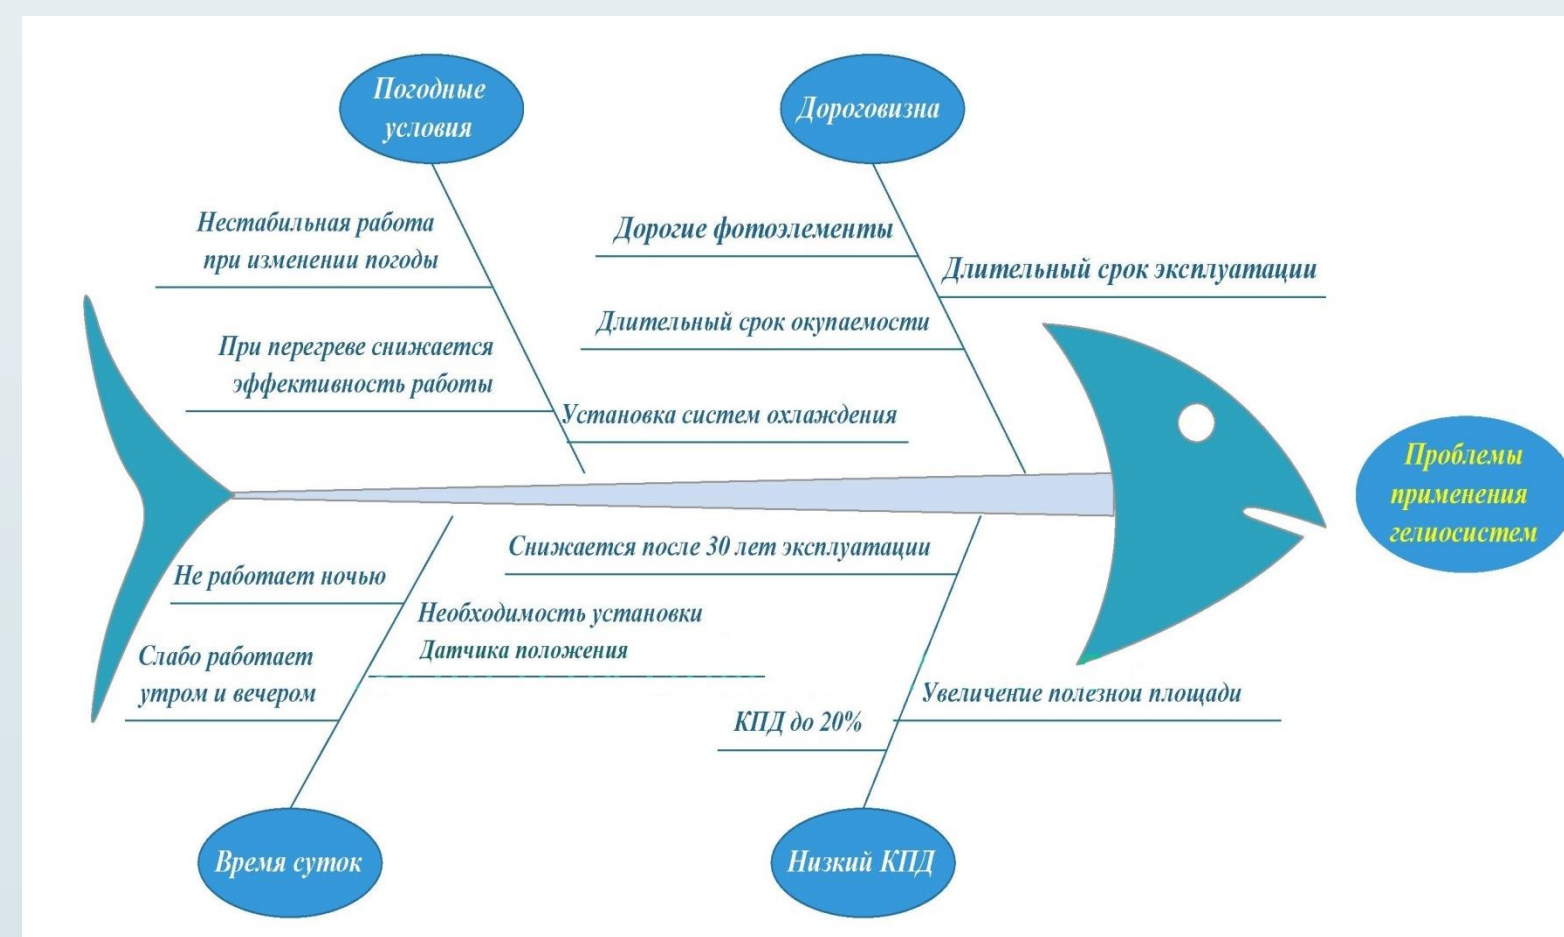 Погодные
условия
Дороговизна
Нестабильная работа
при изменении погоды
Дорогие фотоэлементы
Длительный срок эксплуатации
Длительный срок окупаемости
При перегреве снижается
эффективность работы
Установка систем охлаждения
Проблемы
применения
гелиосистем
Снижается после 30 лет эксплуатации
Не работает ночью
Необходимость установки
Датчика положения
Слабо работает
утром и вечером
Увеличение полезнои площади
КПД до 20%
Время суток
Низкий КПД